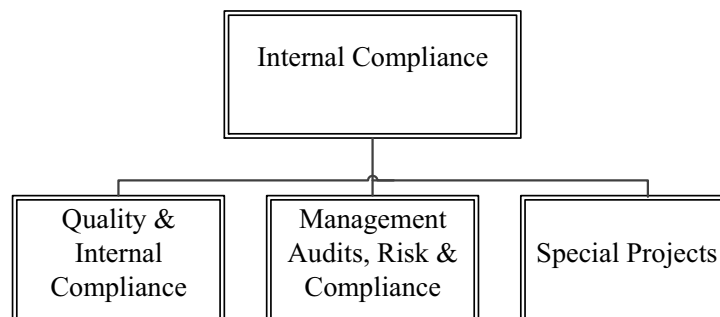 Internal Compliance
Quality &
Internal
Compliance
Management
Audits, Risk &
Compliance
Special Projects